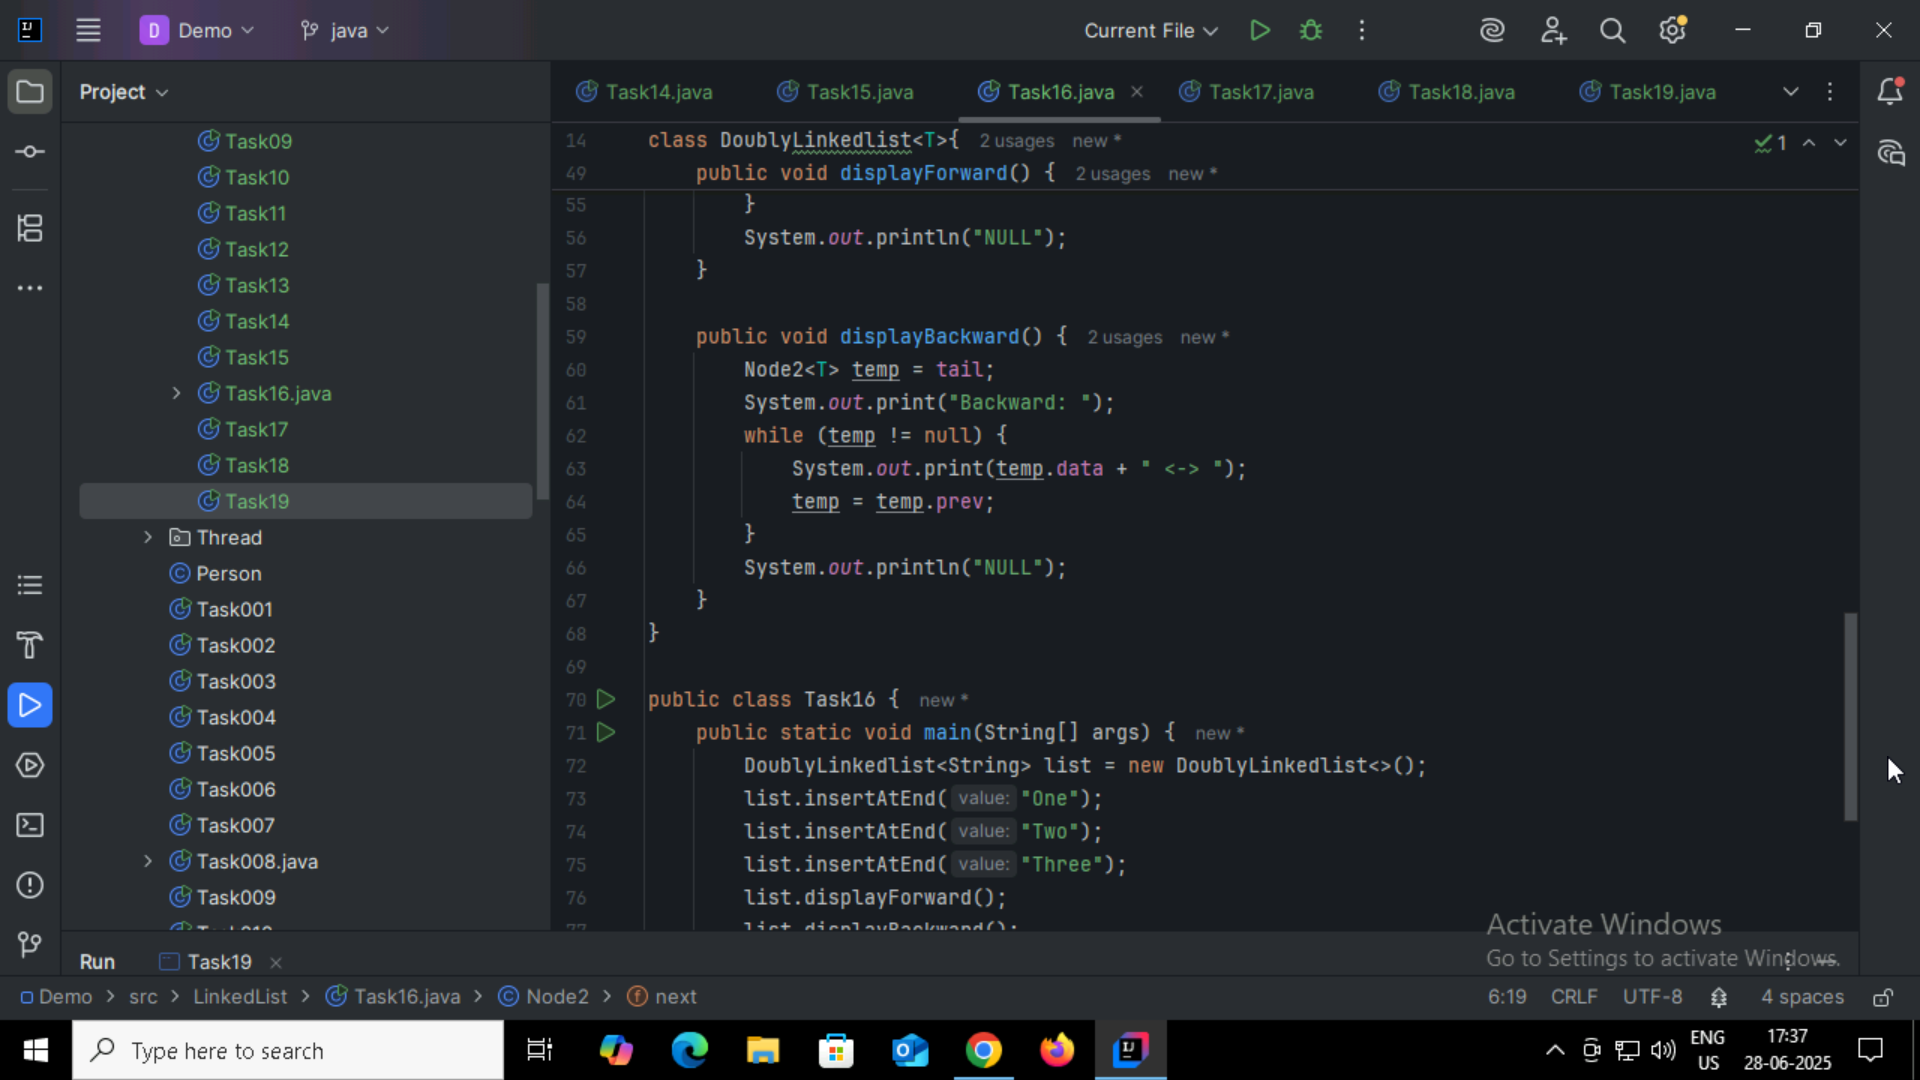 D Demo java Current File
Project
Task14.java Task15.java Task16.java Task17.java Task18.java Task19.java
Task09
Task10
Task11
Task12
Task13
Task14
Task15
Task16.java
Task17
Task18
Task19
Thread
Person
Task001
Task002
Task003
Task004
Task005
Task006
Task007
Task008.java
Task009
14 class DoublyLinkedlist<T>{ 2 usages new *
49 public void displayForward() { 2 usages new *
1
55 }
56 System.out.println("NULL");
57 }
58
59 public void displayBackward() { 2 usages new *
60 Node2<T> temp = tail;
61 System.out.print("Backward: ");
62 while (temp != null) {
63 System.out.print(temp.data + " <-> ");
64 temp = temp.prev;
65 }
66 System.out.println("NULL");
67 }
68 }
69
70 public class Task16 { new *
71 public static void main(String[] args) { new *
72 DoublyLinkedlist<String> list = new DoublyLinkedlist<>();
73 list.insertAtEnd( value: "One");
74 list.insertAtEnd( value: "Two");
75 list.insertAtEnd( value: "Three");
76 list.displayForward();
77 list.displayBackward();
Activate Windows
Go to Settings to activate Windows.
Run Task19
Demo > src > LinkedList > Task16.java > Node2 > next 6:19 CRLF UTF-8 4 spaces
Type here to search
ENG
US
17:37
28-06-2025